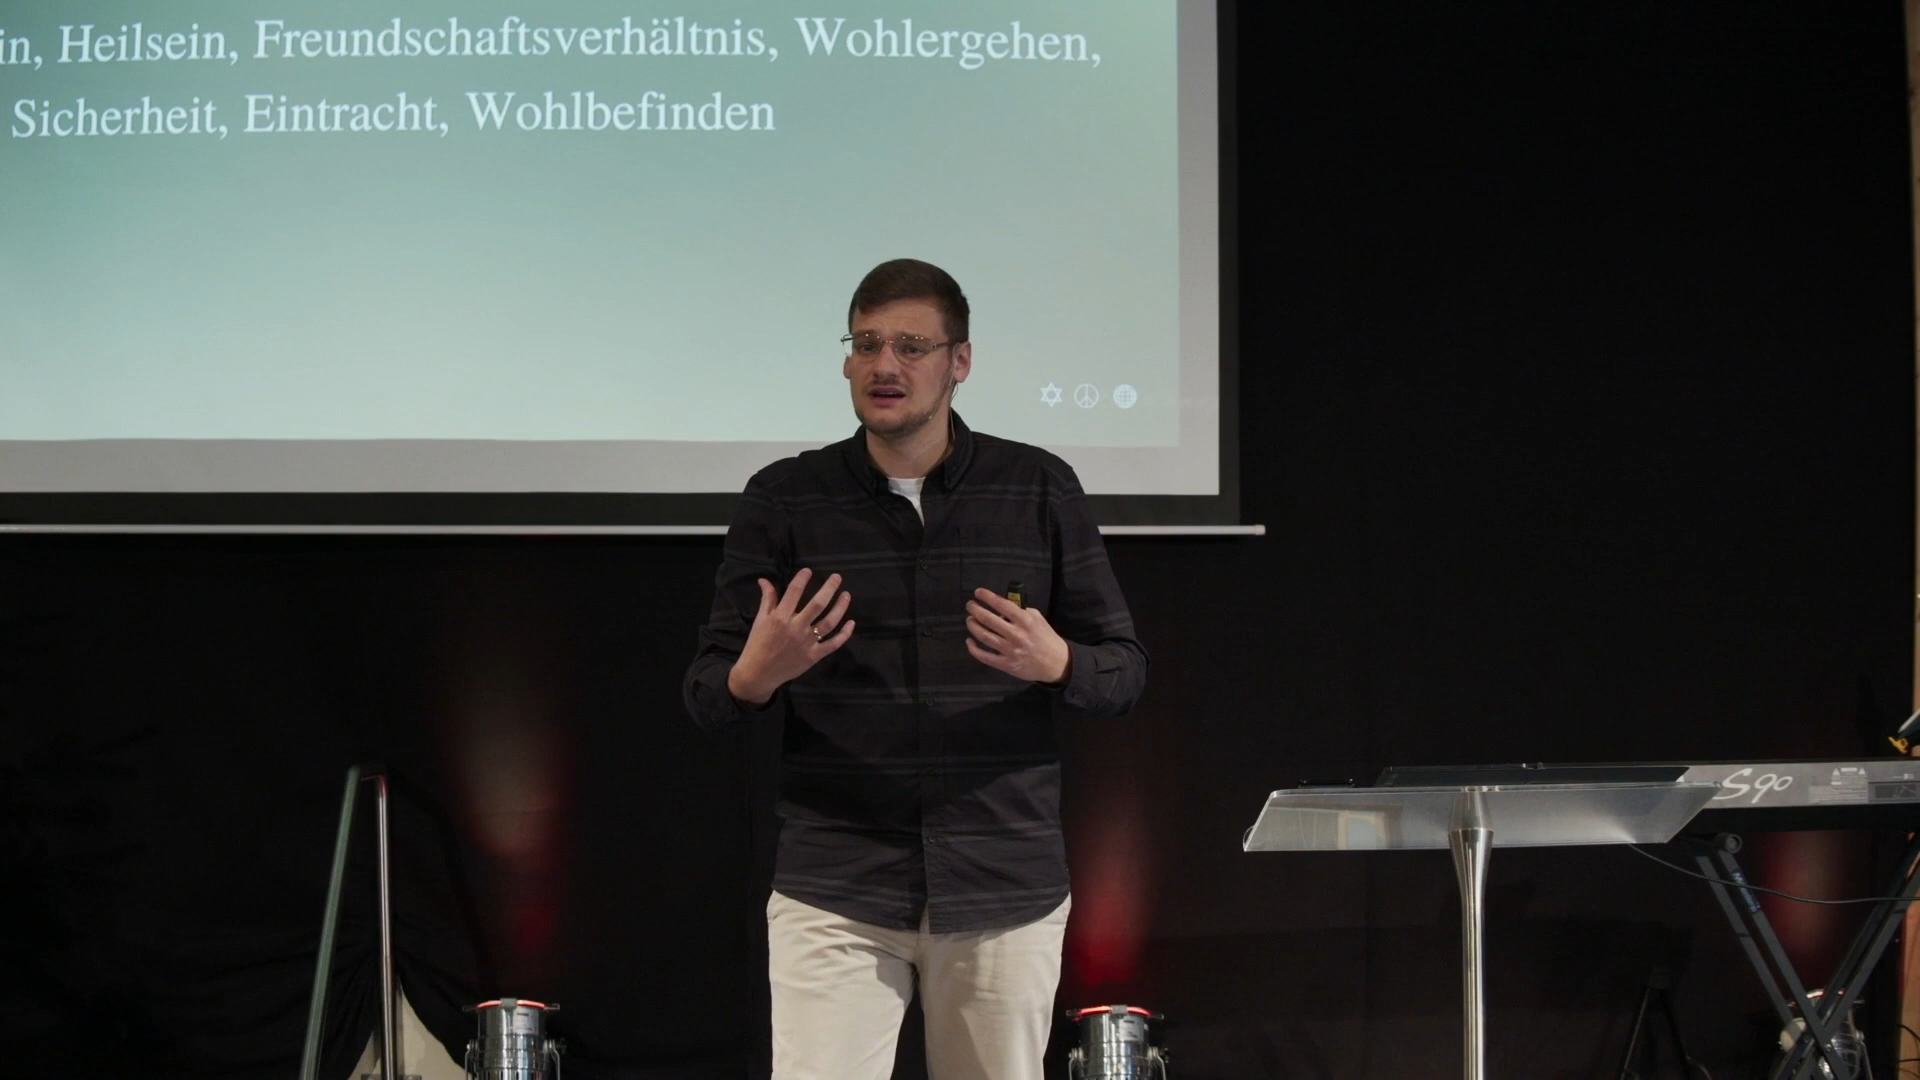 in, Heilsein, Freundschaftsverhältnis, Wohlergehen,
Sicherheit, Eintracht, Wohlbefinden
S90